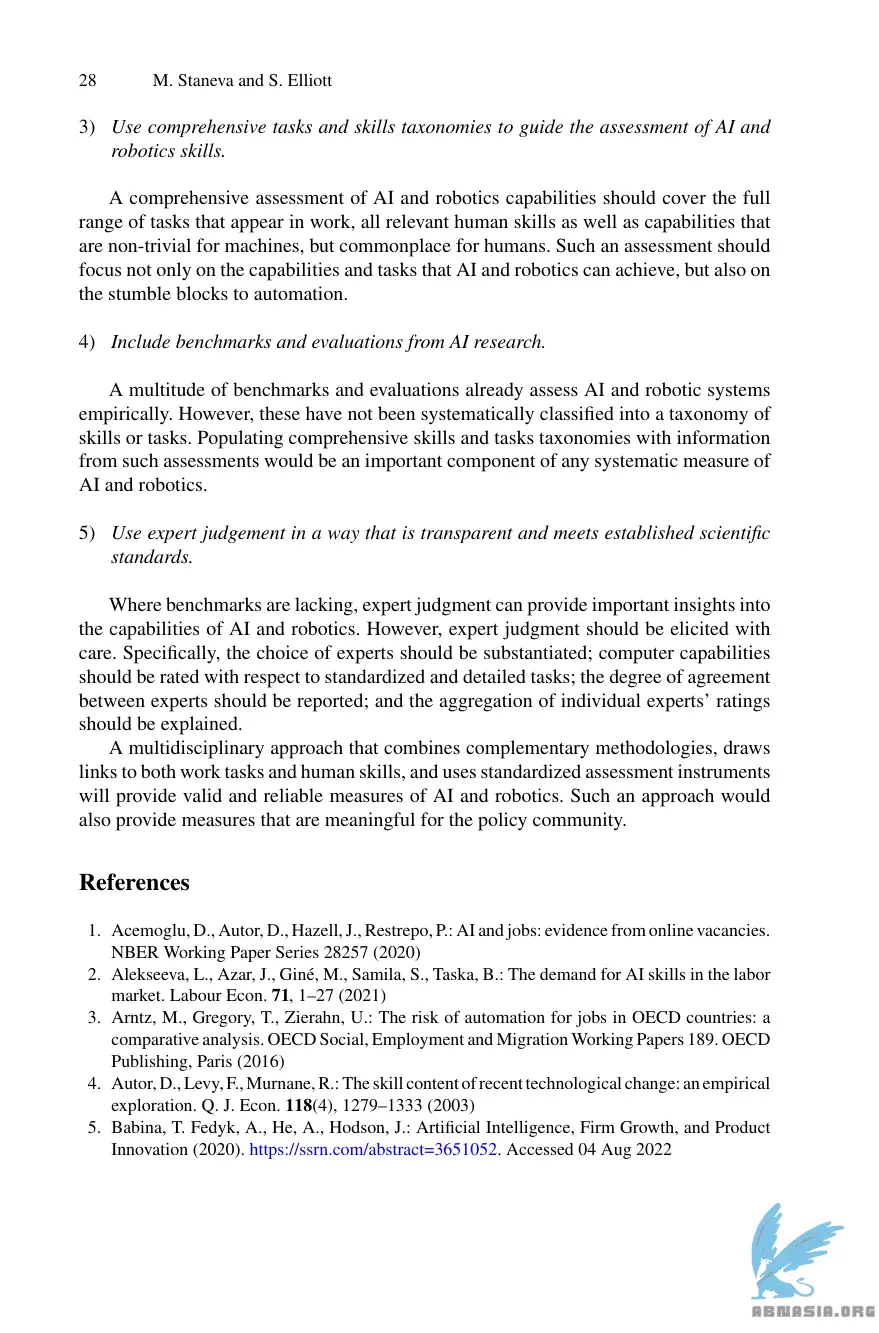 28 M. Staneva and S. Elliott
3) Use comprehensive tasks and skills taxonomies to guide the assessment of AI and
robotics skills.
A comprehensive assessment of AI and robotics capabilities should cover the full
range of tasks that appear in work, all relevant human skills as well as capabilities that
are non-trivial for machines, but commonplace for humans. Such an assessment should
focus not only on the capabilities and tasks that AI and robotics can achieve, but also on
the stumble blocks to automation.
4) Include benchmarks and evaluations from AI research.
A multitude of benchmarks and evaluations already assess AI and robotic systems
empirically. However, these have not been systematically classified into a taxonomy of
skills or tasks. Populating comprehensive skills and tasks taxonomies with information
from such assessments would be an important component of any systematic measure of
AI and robotics.
5) Use expert judgement in a way that is transparent and meets established scientific
standards.
Where benchmarks are lacking, expert judgment can provide important insights into
the capabilities of AI and robotics. However, expert judgment should be elicited with
care. Specifically, the choice of experts should be substantiated; computer capabilities
should be rated with respect to standardized and detailed tasks; the degree of agreement
between experts should be reported; and the aggregation of individual experts’ ratings
should be explained.
A multidisciplinary approach that combines complementary methodologies, draws
links to both work tasks and human skills, and uses standardized assessment instruments
will provide valid and reliable measures of AI and robotics. Such an approach would
also provide measures that are meaningful for the policy community.
References
1. Acemoglu, D., Autor, D., Hazell, J., Restrepo, P.: AI and jobs: evidence from online vacancies.
NBER Working Paper Series 28257 (2020)
2. Alekseeva, L., Azar, J., Giné, M., Samila, S., Taska, B.: The demand for AI skills in the labor
market. Labour Econ. 71, 1–27 (2021)
3. Arntz, M., Gregory, T., Zierahn, U.: The risk of automation for jobs in OECD countries: a
comparative analysis. OECD Social, Employment and Migration Working Papers 189. OECD
Publishing, Paris (2016)
4. Autor, D., Levy, F., Murnane, R.: The skill content of recent technological change: an empirical
exploration. Q. J. Econ. 118(4), 1279–1333 (2003)
5. Babina, T. Fedyk, A., He, A., Hodson, J.: Artificial Intelligence, Firm Growth, and Product
Innovation (2020). https://ssrn.com/abstract=3651052. Accessed 04 Aug 2022
ABNASIA.ORG